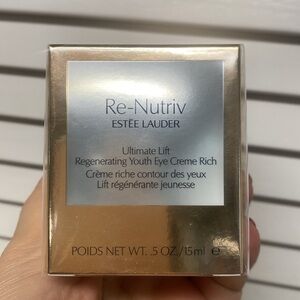 Re-Nutriv
ESTĒE LAUDER
Ultimate Lift
Regenerating Youth Eye Creme Rich
Crème riche contour des yeux
Lift régénérante jeunesse
POIDS NET WT. .5 OZ./15ml ℮